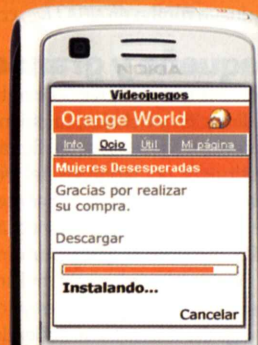 NOKIA
Videojuegos
Orange World
Info Ocio Útil Mi página
Mujeres Desesperadas
Gracias por realizar
su compra.
Descargar
Instalando...
Cancelar